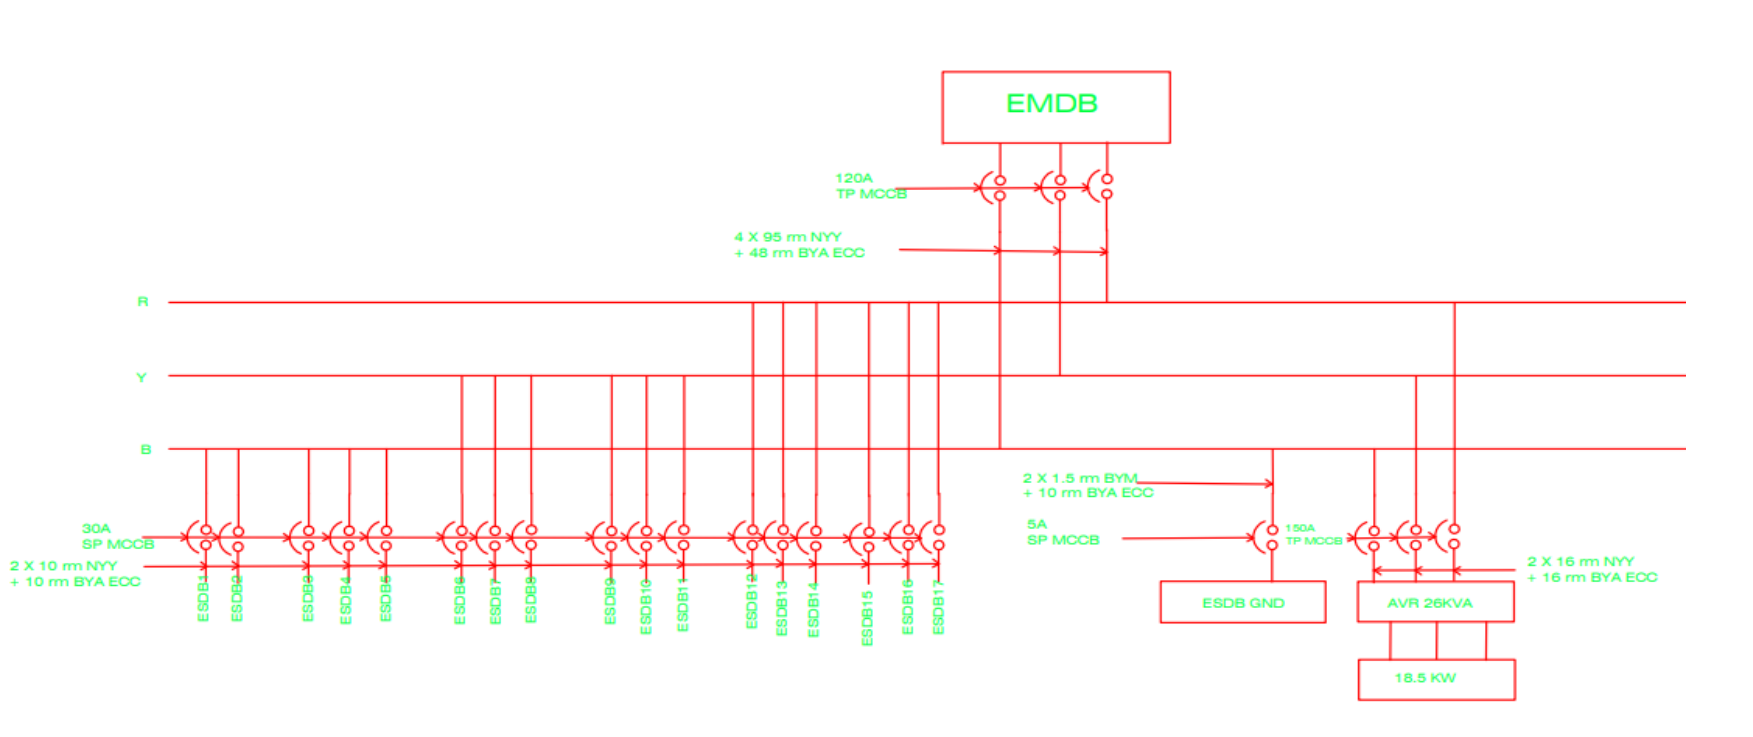 EMDB
120A
TP MCCB
4 X 95 rm NYY
+ 48 rm BYA ECC
R
Y
B
2 X 1.5 rm BYM
+ 10 rm BYA ECC
30A
SP MCCB
5A
SP MCCB
150A
TP MCCB
2 X 10 rm NYY
+ 10 rm BYA ECC
2 X 16 rm NYY
+ 16 rm BYA ECC
ESDB1
ESDB2
ESDB3
ESDB4
ESDB5
ESDB6
ESDB7
ESDB8
ESDB9
ESDB10
ESDB11
ESDB12
ESDB13
ESDB14
ESDB15
ESDB16
ESDB17
ESDB GND
AVR 26KVA
18.5 KW